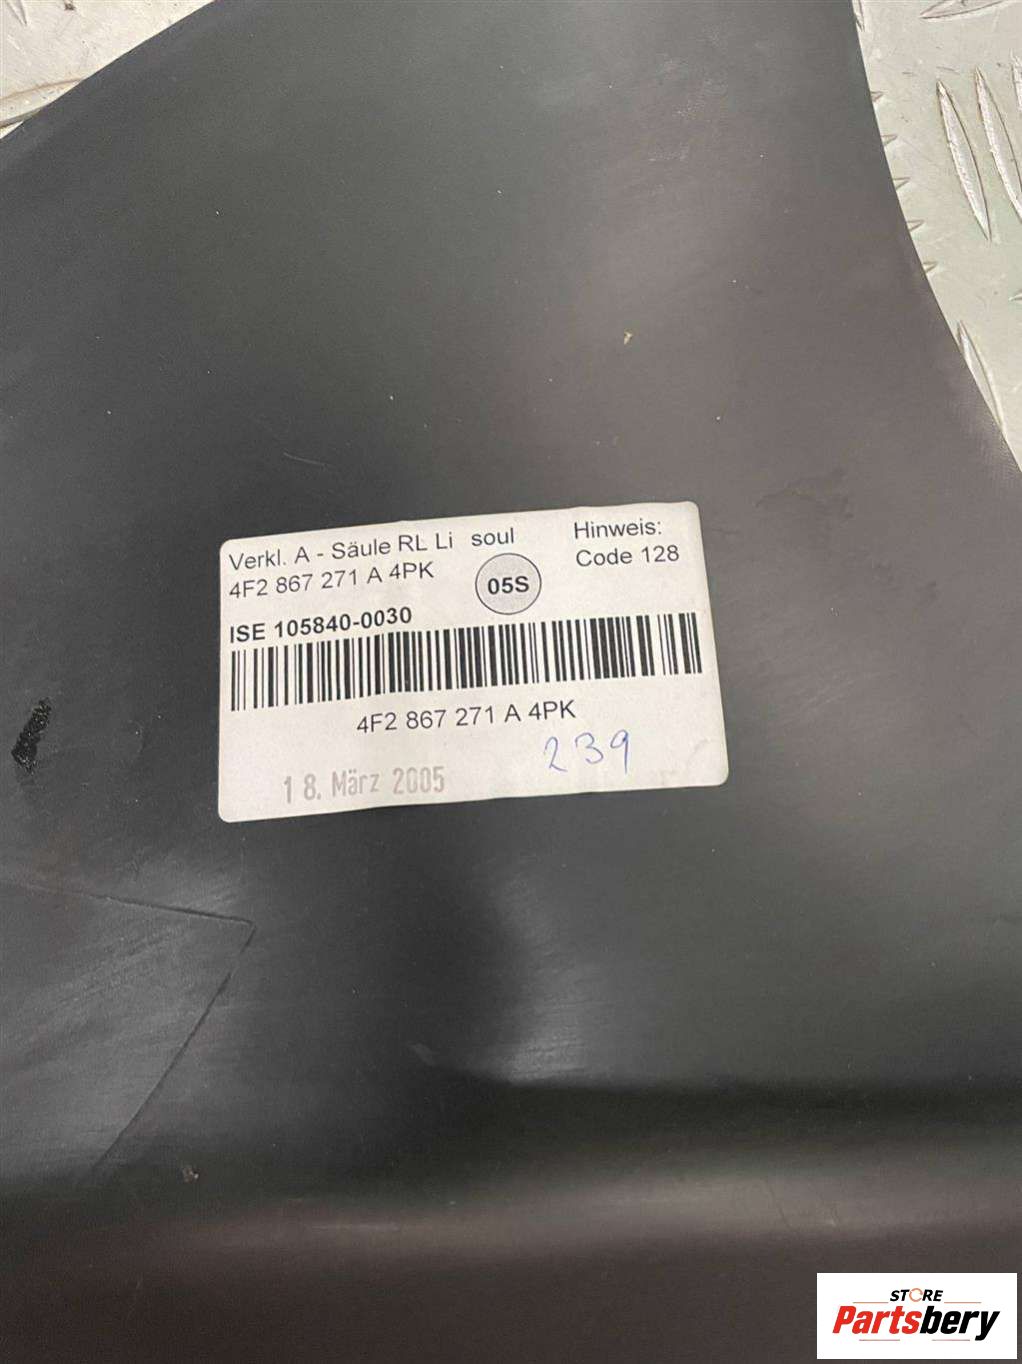 Verkl. A - Säule RL Li soul
Hinweis:
4F2 867 271 A 4PK
05S
Code 128
ISE 105840-0030
4F2 867 271 A 4PK
239
18. März 2005
STORE
Partsbery